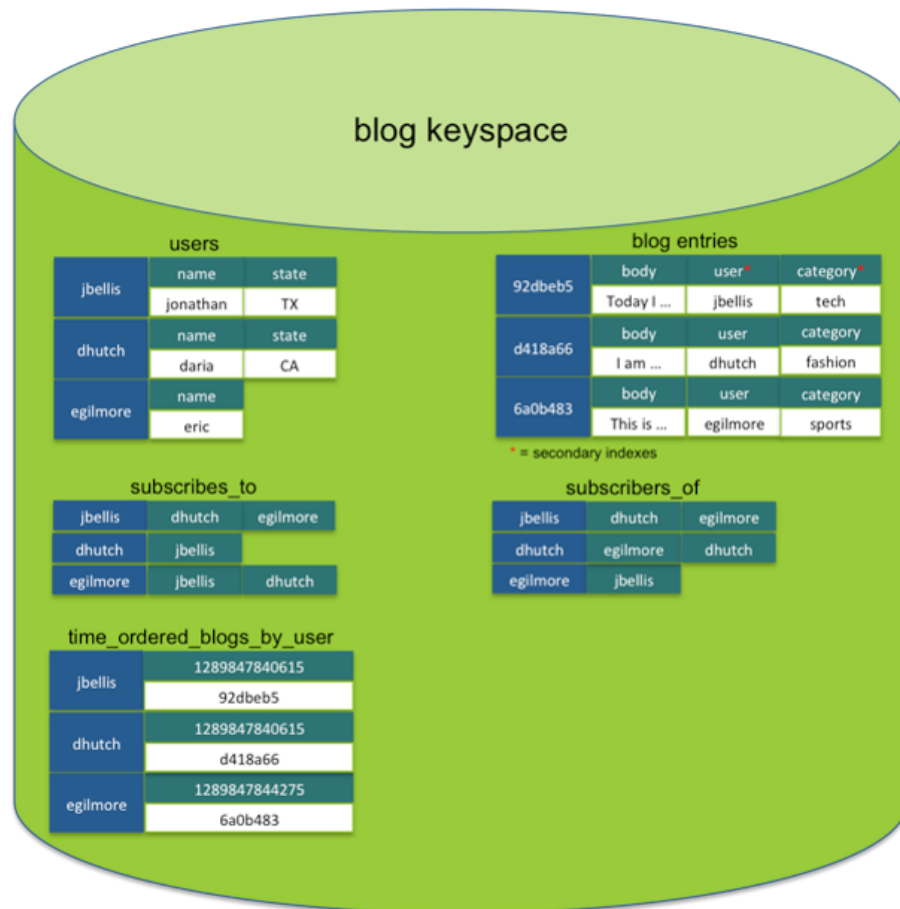 blog keyspace
users
jbellis name state
jonathan TX
dhutch name state
daria CA
egilmore name
eric
blog entries
92dbeb5 body user* category*
Today I ... jbellis tech
d418a66 body user category
I am ... dhutch fashion
6a0b483 body user category
This is ... egilmore sports
* = secondary indexes
subscribes_to
jbellis dhutch egilmore
dhutch jbellis
egilmore jbellis dhutch
subscribers_of
jbellis dhutch egilmore
dhutch egilmore dhutch
egilmore jbellis
time_ordered_blogs_by_user
jbellis 1289847840615
92dbeb5
dhutch 1289847840615
d418a66
egilmore 1289847844275
6a0b483